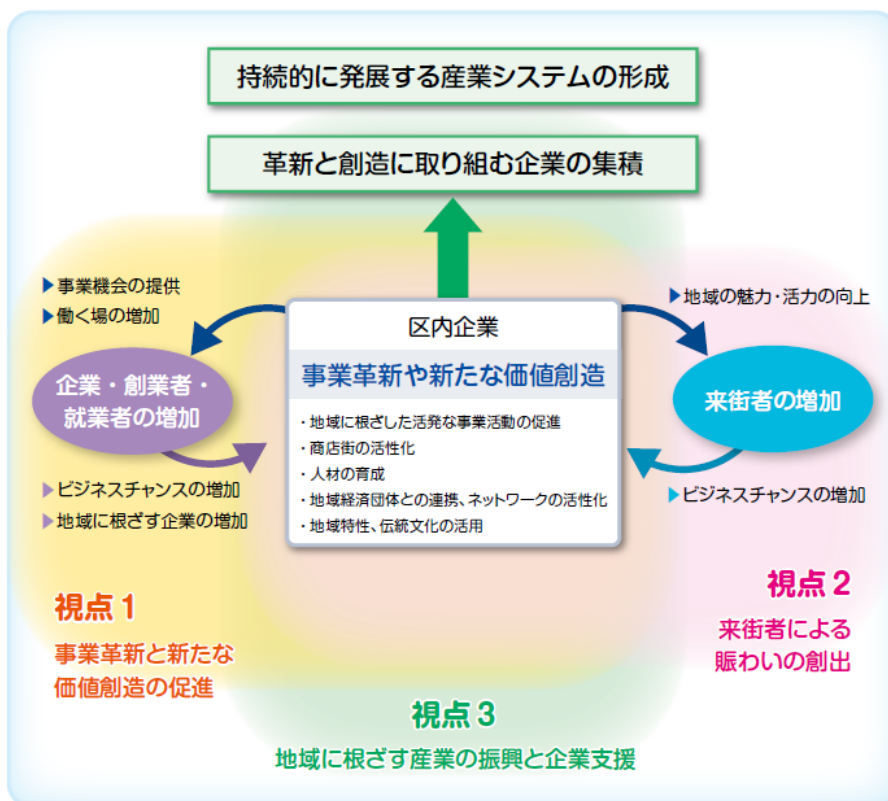 持続的に発展する産業システムの形成
革新と創造に取り組む企業の集積
▶事業機会の提供
▶働く場の増加
企業・創業者・
就業者の増加
▶ビジネスチャンスの増加
▶地域に根ざす企業の増加
区内企業
事業革新や新たな価値創造
・地域に根ざした活発な事業活動の促進
・商店街の活性化
・人材の育成
・地域経済団体との連携、ネットワークの活性化
・地域特性、伝統文化の活用
▶地域の魅力・活力の向上
来街者の増加
▶ビジネスチャンスの増加
視点1
事業革新と新たな
価値創造の促進
視点2
来街者による
賑わいの創出
視点3
地域に根ざす産業の振興と企業支援